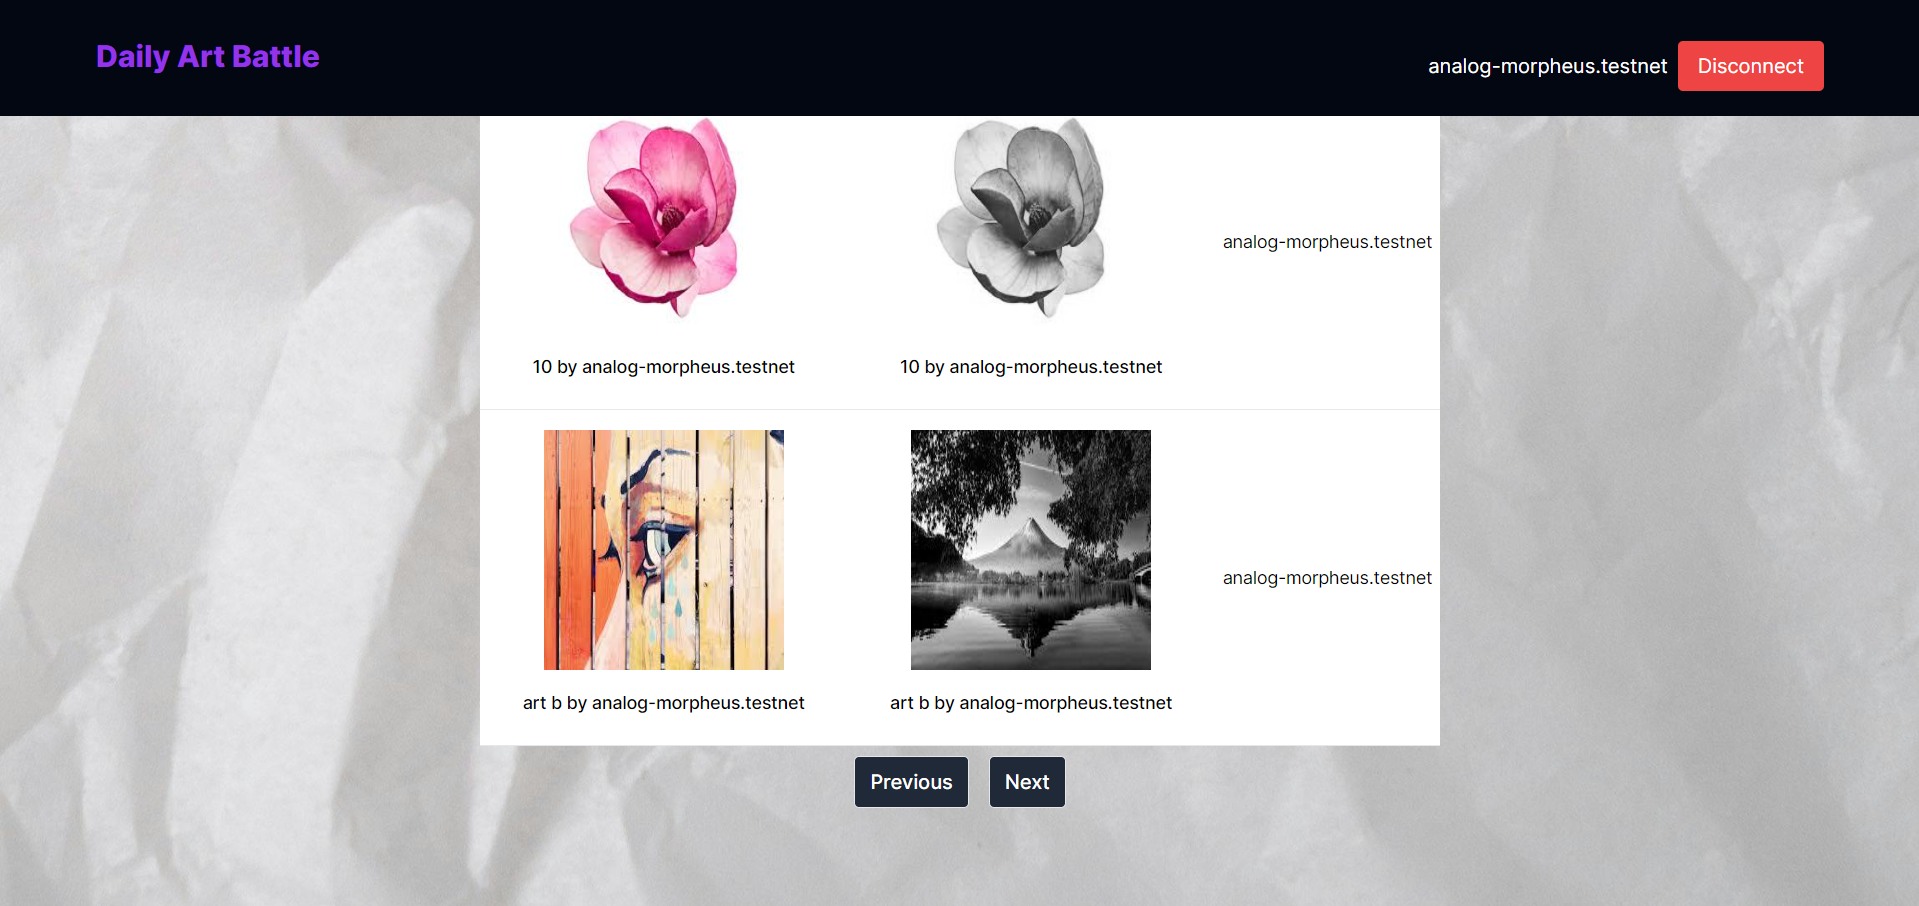 Daily Art Battle
analog-morpheus.testnet
Disconnect
analog-morpheus.testnet
10 by analog-morpheus.testnet
10 by analog-morpheus.testnet
analog-morpheus.testnet
art b by analog-morpheus.testnet
art b by analog-morpheus.testnet
Previous
Next